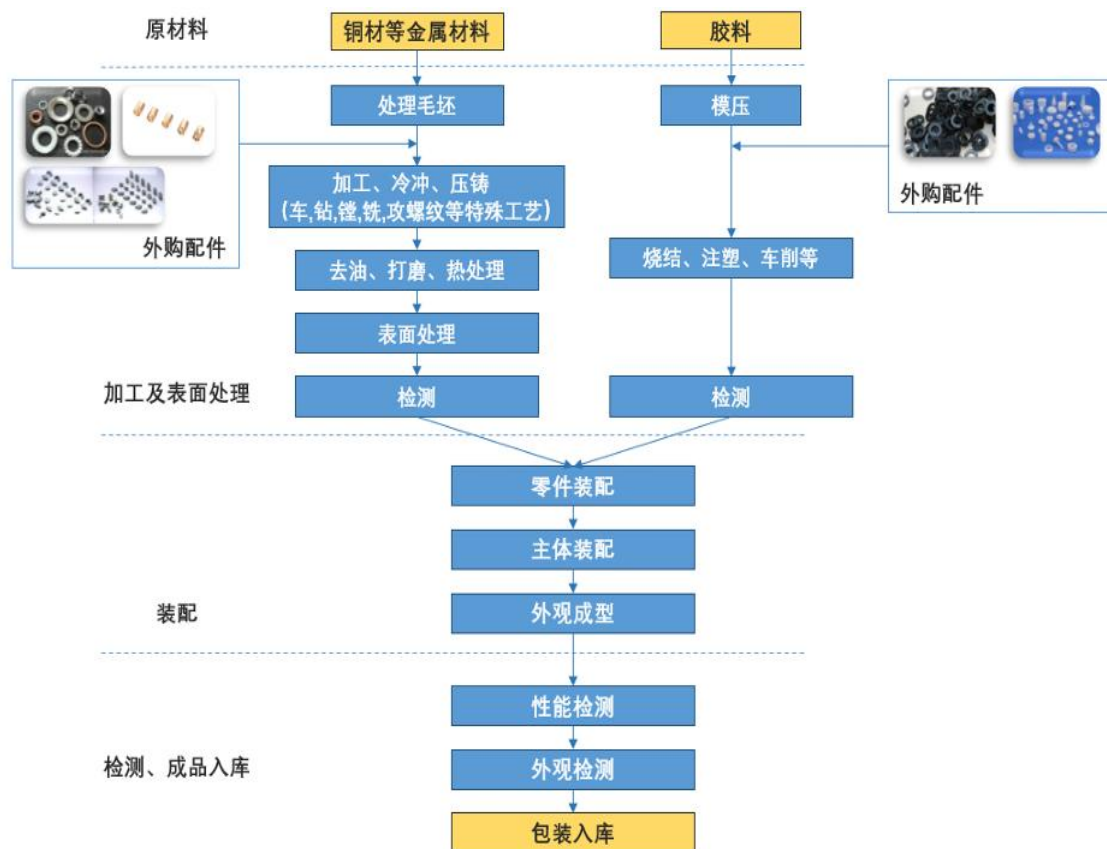 原材料
铜材等金属材料
胶料
处理毛坯
模压
加工、冷冲、压铸
(车,钻,镗,铣,攻螺纹等特殊工艺)
外购配件
外购配件
去油、打磨、热处理
烧结、注塑、车削等
表面处理
加工及表面处理
检测
检测
零件装配
主体装配
装配
外观成型
性能检测
检测、成品入库
外观检测
包装入库